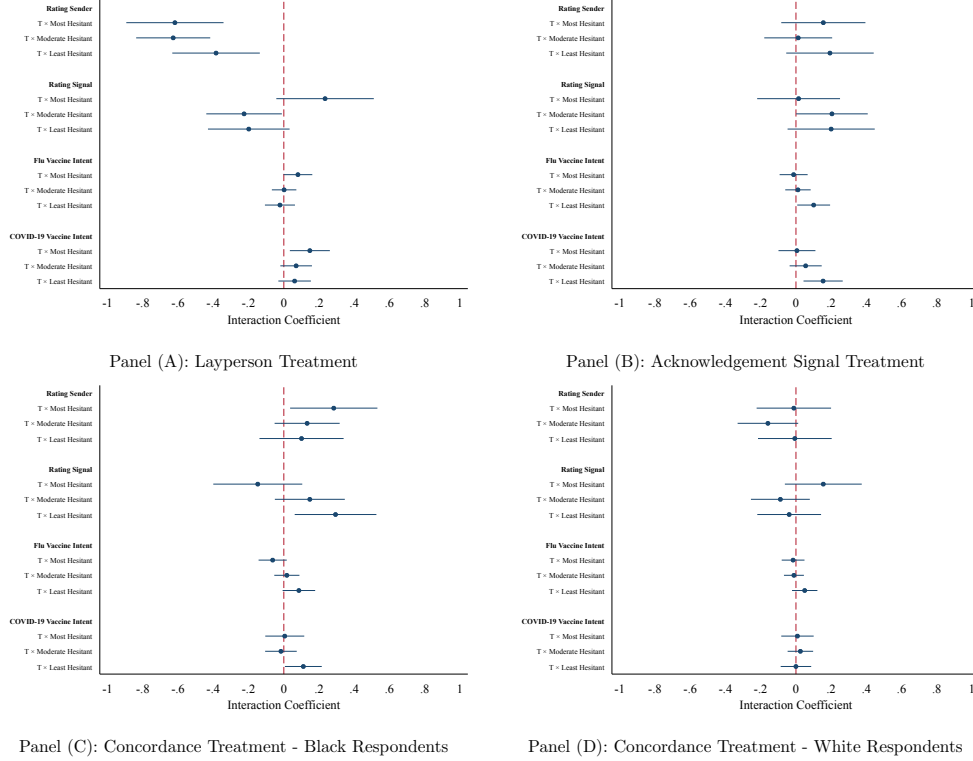 Rating Sender
T × Most Hesitant
T × Moderate Hesitant
T × Least Hesitant
Rating Signal
T × Most Hesitant
T × Moderate Hesitant
T × Least Hesitant
Flu Vaccine Intent
T × Most Hesitant
T × Moderate Hesitant
T × Least Hesitant
COVID-19 Vaccine Intent
T × Most Hesitant
T × Moderate Hesitant
T × Least Hesitant
-1 -.8 -.6 -.4 -.2 0 .2 .4 .6 .8 1
Interaction Coefficient
Panel (A): Layperson Treatment
Rating Sender
T × Most Hesitant
T × Moderate Hesitant
T × Least Hesitant
Rating Signal
T × Most Hesitant
T × Moderate Hesitant
T × Least Hesitant
Flu Vaccine Intent
T × Most Hesitant
T × Moderate Hesitant
T × Least Hesitant
COVID-19 Vaccine Intent
T × Most Hesitant
T × Moderate Hesitant
T × Least Hesitant
-1 -.8 -.6 -.4 -.2 0 .2 .4 .6 .8 1
Interaction Coefficient
Panel (B): Acknowledgement Signal Treatment
Rating Sender
T × Most Hesitant
T × Moderate Hesitant
T × Least Hesitant
Rating Signal
T × Most Hesitant
T × Moderate Hesitant
T × Least Hesitant
Flu Vaccine Intent
T × Most Hesitant
T × Moderate Hesitant
T × Least Hesitant
COVID-19 Vaccine Intent
T × Most Hesitant
T × Moderate Hesitant
T × Least Hesitant
-1 -.8 -.6 -.4 -.2 0 .2 .4 .6 .8 1
Interaction Coefficient
Panel (C): Concordance Treatment - Black Respondents
Rating Sender
T × Most Hesitant
T × Moderate Hesitant
T × Least Hesitant
Rating Signal
T × Most Hesitant
T × Moderate Hesitant
T × Least Hesitant
Flu Vaccine Intent
T × Most Hesitant
T × Moderate Hesitant
T × Least Hesitant
COVID-19 Vaccine Intent
T × Most Hesitant
T × Moderate Hesitant
T × Least Hesitant
-1 -.8 -.6 -.4 -.2 0 .2 .4 .6 .8 1
Interaction Coefficient
Panel (D): Concordance Treatment - White Respondents